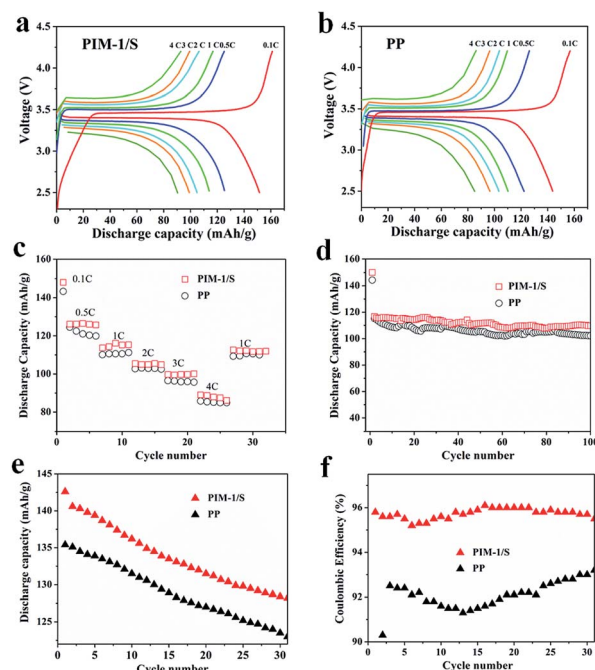 a
PIM-1/S
4 C3 C2 C 1 C0.5C
0.1C
Voltage (V)
4.5
4.0
3.5
3.0
2.5
0 20 40 60 80 100 120 140 160
Discharge capacity (mAh/g)
b
PP
4 C3 C2 C 1 C0.5C
0.1C
Voltage (V)
4.5
4.0
3.5
3.0
2.5
0 20 40 60 80 100 120 140 160
Discharge capacity (mAh/g)
c
Discharge Capacity (mAh/g)
160
140
120
100
80
0.1C
0.5C
1C
2C
3C
4C
1C
PIM-1/S
PP
0 10 20 30
Cycle number
d
Discharge Capacity (mAh/g)
160
140
120
100
80
60
40
20
0
PIM-1/S
PP
0 20 40 60 80 100
Cycle number
e
Discharge capacity (mAh/g)
145
140
135
130
125
PIM-1/S
PP
0 5 10 15 20 25 30
Cycle number
f
Coulombic Efficiency (%)
96
94
92
90
PIM-1/S
PP
0 5 10 15 20 25 30
Cycle number